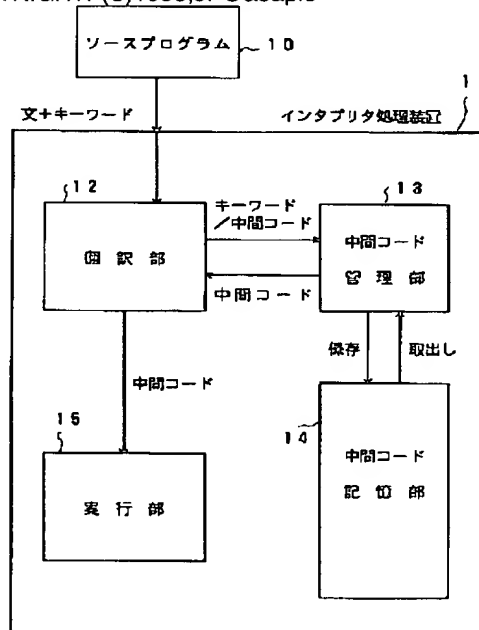 ソースプログラム
10
文+キーワード
インタプリタ処理装置
1
12
翻訳部
キーワード
/中間コード
中間コード
13
中間コード
管理部
保存
取出し
中間コード
15
実行部
14
中間コード
記憶部